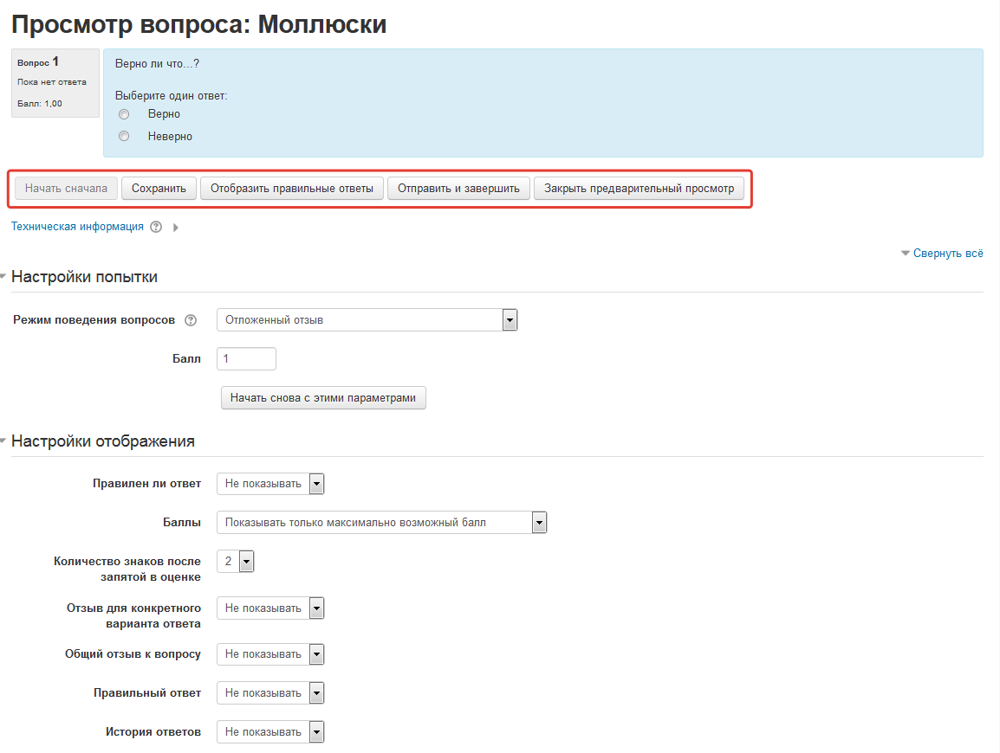 Просмотр вопроса: Моллюски
Вопрос 1
Пока нет ответа
Балл: 1,00
Верно ли что...?
Выберите один ответ:
Верно
Неверно
Начать сначала Сохранить Отобразить правильные ответы Отправить и завершить Закрыть предварительный просмотр
Техническая информация
Свернуть всё
Настройки попытки
Режим поведения вопросов Отложенный отзыв
Балл 1
Начать снова с этими параметрами
Настройки отображения
Правилен ли ответ Не показывать
Баллы Показывать только максимально возможный балл
Количество знаков после
запятой в оценке 2
Отзыв для конкретного
варианта ответа Не показывать
Общий отзыв к вопросу Не показывать
Правильный ответ Не показывать
История ответов Не показывать